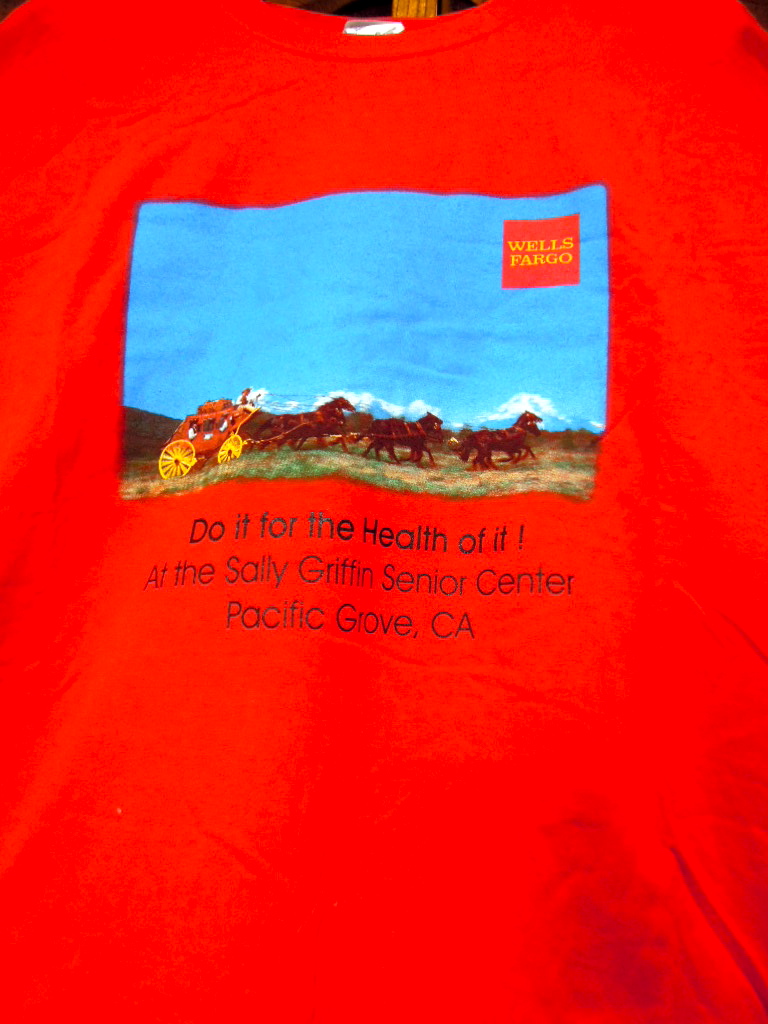 WELLS
FARGO
Do it for the Health of it !
At the Sally Griffin Senior Center
Pacific Grove, CA